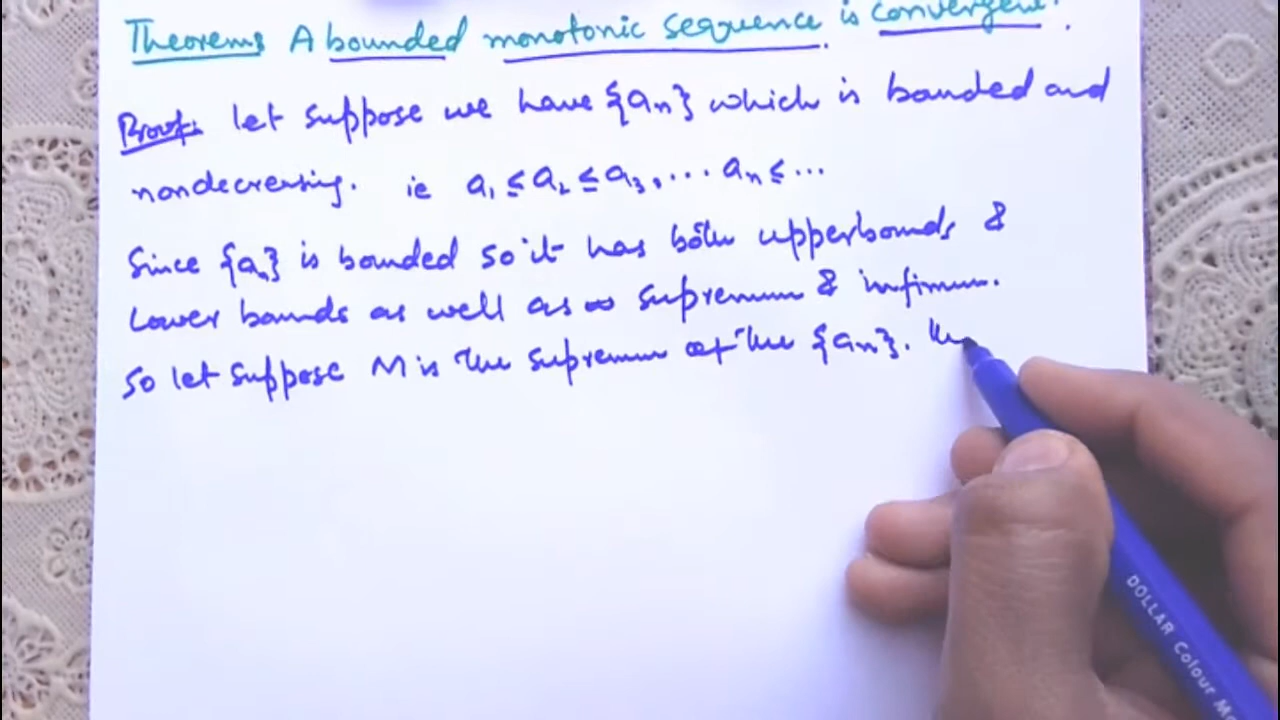 Theorems A bounded monotonic sequence is convergent.
Proof: let suppose we have {aₙ} which is bounded and
nondecreasing. ie a₁ ≤ a₂ ≤ a₃, ... aₙ ≤ ...
Since {aₙ} is bounded so it has both upperbounds &
Lower bounds as well as supremum & infimum.
So let suppose M is the supremum of the {aₙ}.
DOLLAR Colour M